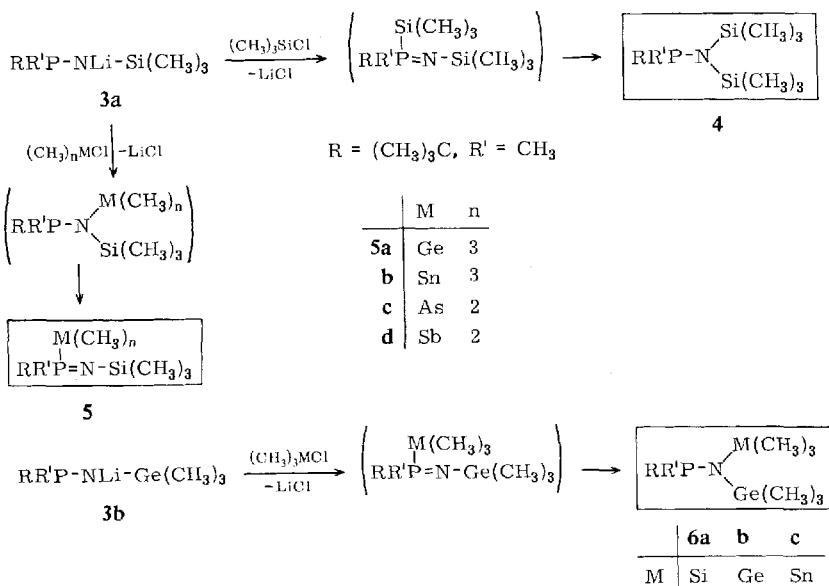 RR'P-NLi-Si(CH₃)₃
3a
(CH₃)₃SiCl
-LiCl
Si(CH₃)₃
RR'P=N-Si(CH₃)₃
RR'P-N
Si(CH₃)₃
Si(CH₃)₃
4
(CH₃)ₙMCl
-LiCl
R = (CH₃)₃C, R' = CH₃
M(CH₃)ₙ
RR'P-N
Si(CH₃)₃
M n
5a Ge 3
b Sn 3
c As 2
d Sb 2
M(CH₃)ₙ
RR'P=N-Si(CH₃)₃
5
RR'P-NLi-Ge(CH₃)₃
3b
(CH₃)₃MCl
-LiCl
M(CH₃)₃
RR'P=N-Ge(CH₃)₃
M(CH₃)₃
RR'P-N
Ge(CH₃)₃
6a b c
M Si Ge Sn